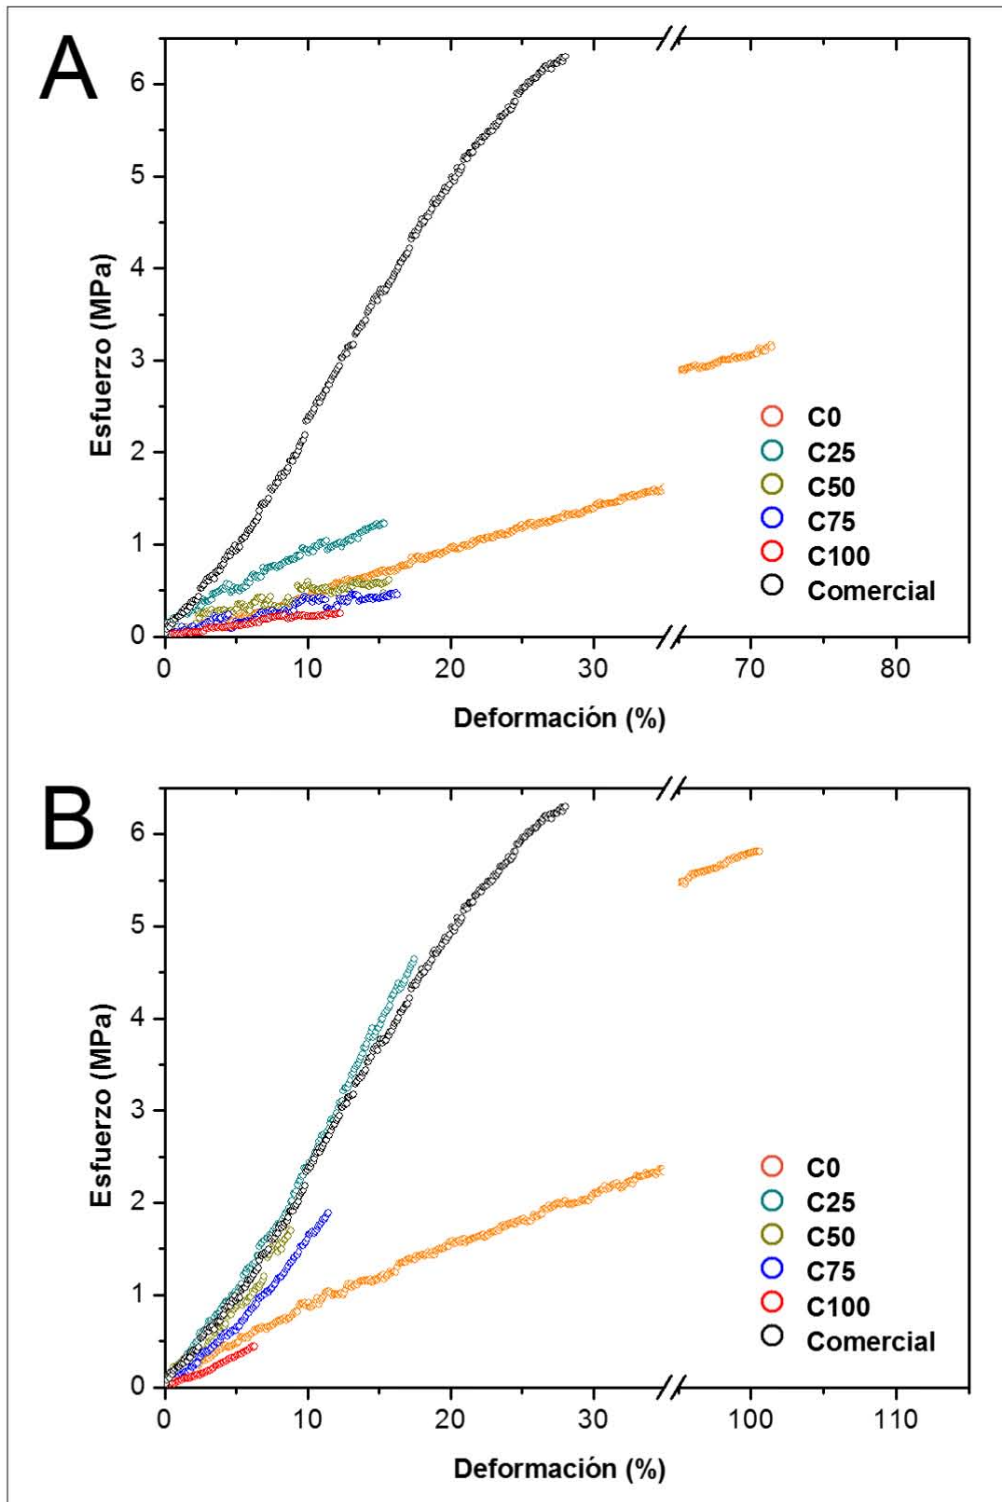 A
6
5
4
3
2
1
0
Esfuerzo (MPa)
C0
C25
C50
C75
C100
Comercial
0 10 20 30 70 80
Deformación (%)
B
6
5
4
3
2
1
0
Esfuerzo (MPa)
C0
C25
C50
C75
C100
Comercial
0 10 20 30 100 110
Deformación (%)